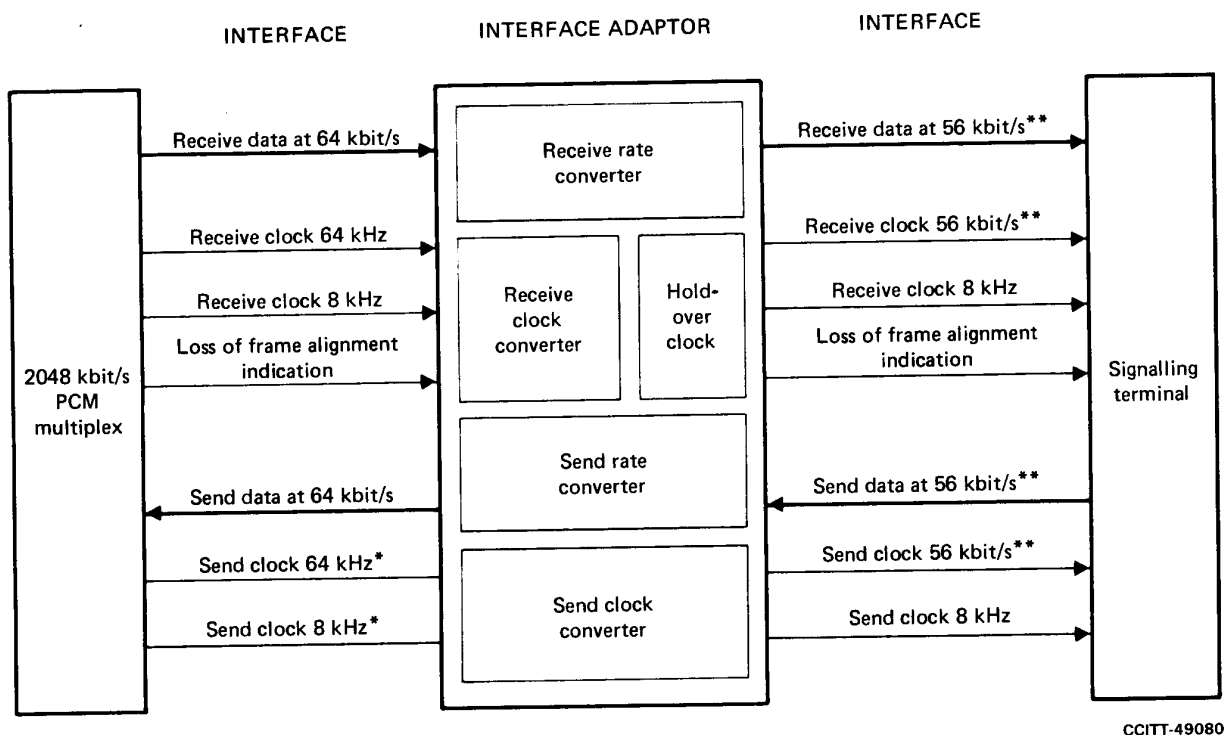 INTERFACE
INTERFACE ADAPTOR
INTERFACE
2048 kbit/s
PCM
multiplex
Receive data at 64 kbit/s
Receive clock 64 kHz
Receive clock 8 kHz
Loss of frame alignment
indication
Send data at 64 kbit/s
Send clock 64 kHz*
Send clock 8 kHz*
Receive rate
converter
Receive
clock
converter
Hold-
over
clock
Send rate
converter
Send clock
converter
Receive data at 56 kbit/s**
Receive clock 56 kbit/s**
Receive clock 8 kHz
Loss of frame alignment
indication
Send data at 56 kbit/s**
Send clock 56 kbit/s**
Send clock 8 kHz
Signalling
terminal
CCITT-49080